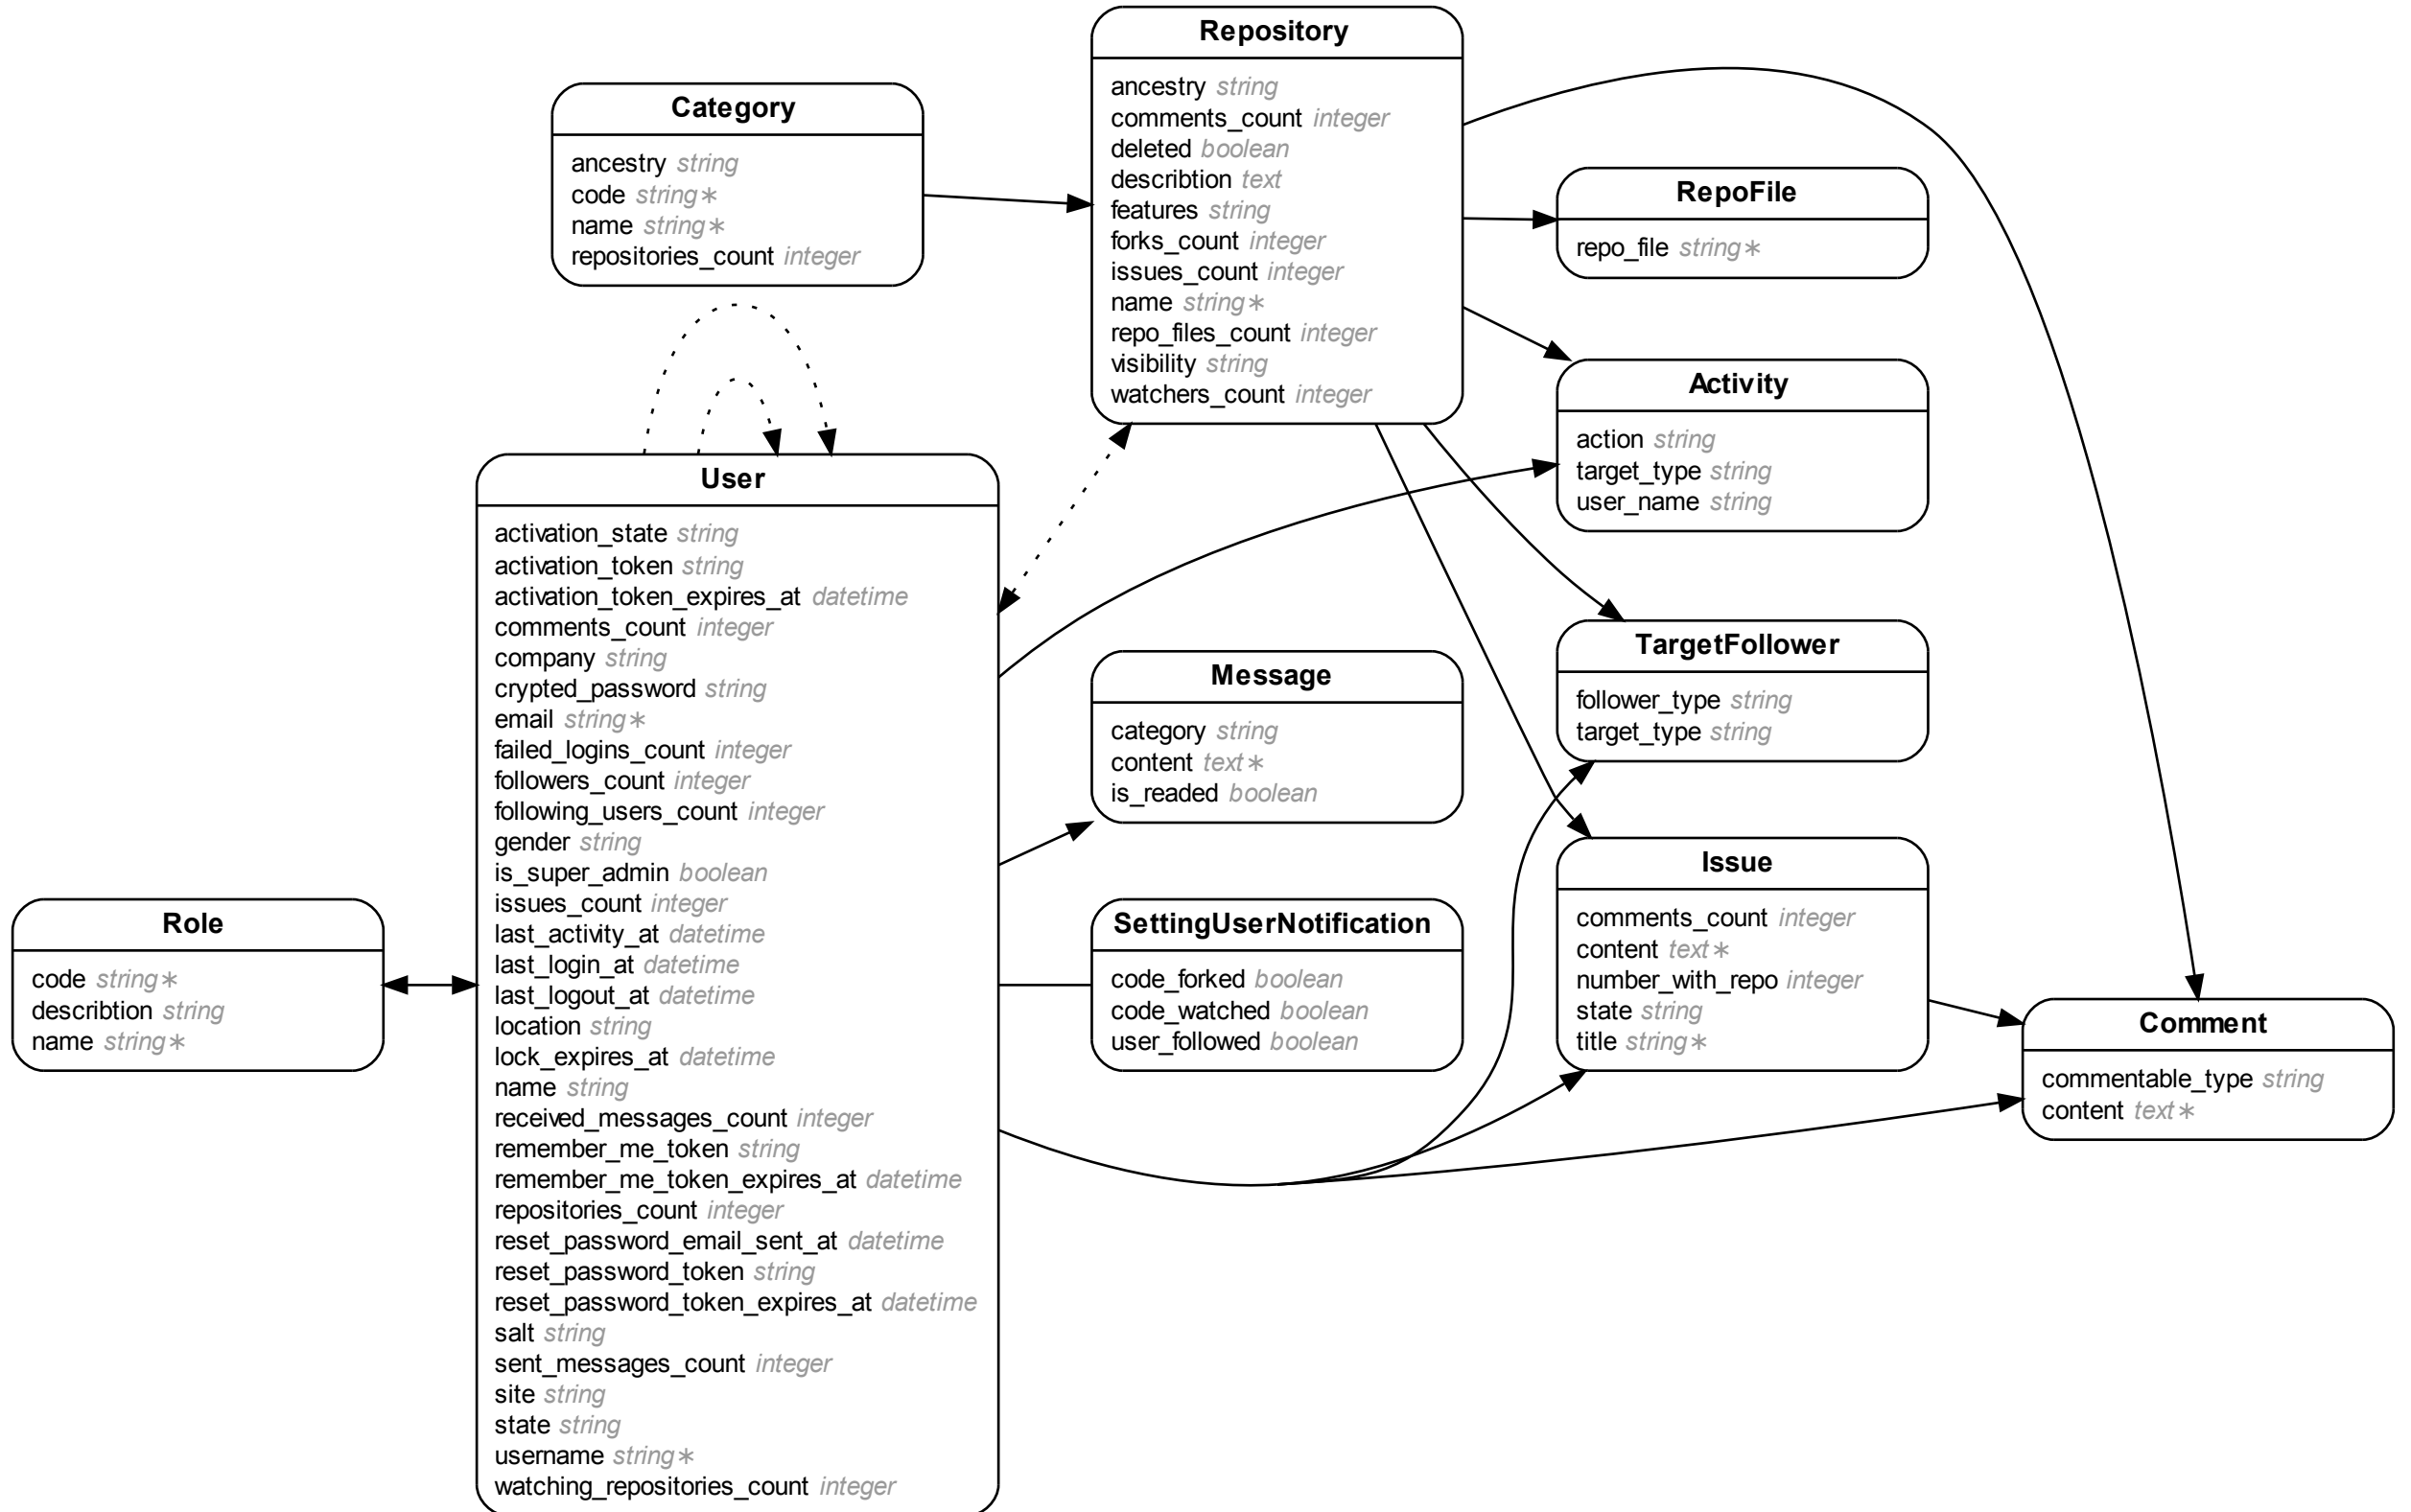 Repository
ancestry string
comments_count integer
deleted boolean
describtion text
features string
forks_count integer
issues_count integer
name string*
repo_files_count integer
visibility string
watchers_count integer
Category
ancestry string
code string*
name string*
repositories_count integer
RepoFile
repo_file string*
Activity
action string
target_type string
user_name string
User
activation_state string
activation_token string
activation_token_expires_at datetime
comments_count integer
company string
crypted_password string
email string*
failed_logins_count integer
followers_count integer
following_users_count integer
gender string
is_super_admin boolean
issues_count integer
last_activity_at datetime
last_login_at datetime
last_logout_at datetime
location string
lock_expires_at datetime
name string
received_messages_count integer
remember_me_token string
remember_me_token_expires_at datetime
repositories_count integer
reset_password_email_sent_at datetime
reset_password_token string
reset_password_token_expires_at datetime
salt string
sent_messages_count integer
site string
state string
username string*
watching_repositories_count integer
TargetFollower
follower_type string
target_type string
Message
category string
content text*
is_readed boolean
Issue
comments_count integer
content text*
number_with_repo integer
state string
title string*
Role
code string*
describtion string
name string*
SettingUserNotification
code_forked boolean
code_watched boolean
user_followed boolean
Comment
commentable_type string
content text*